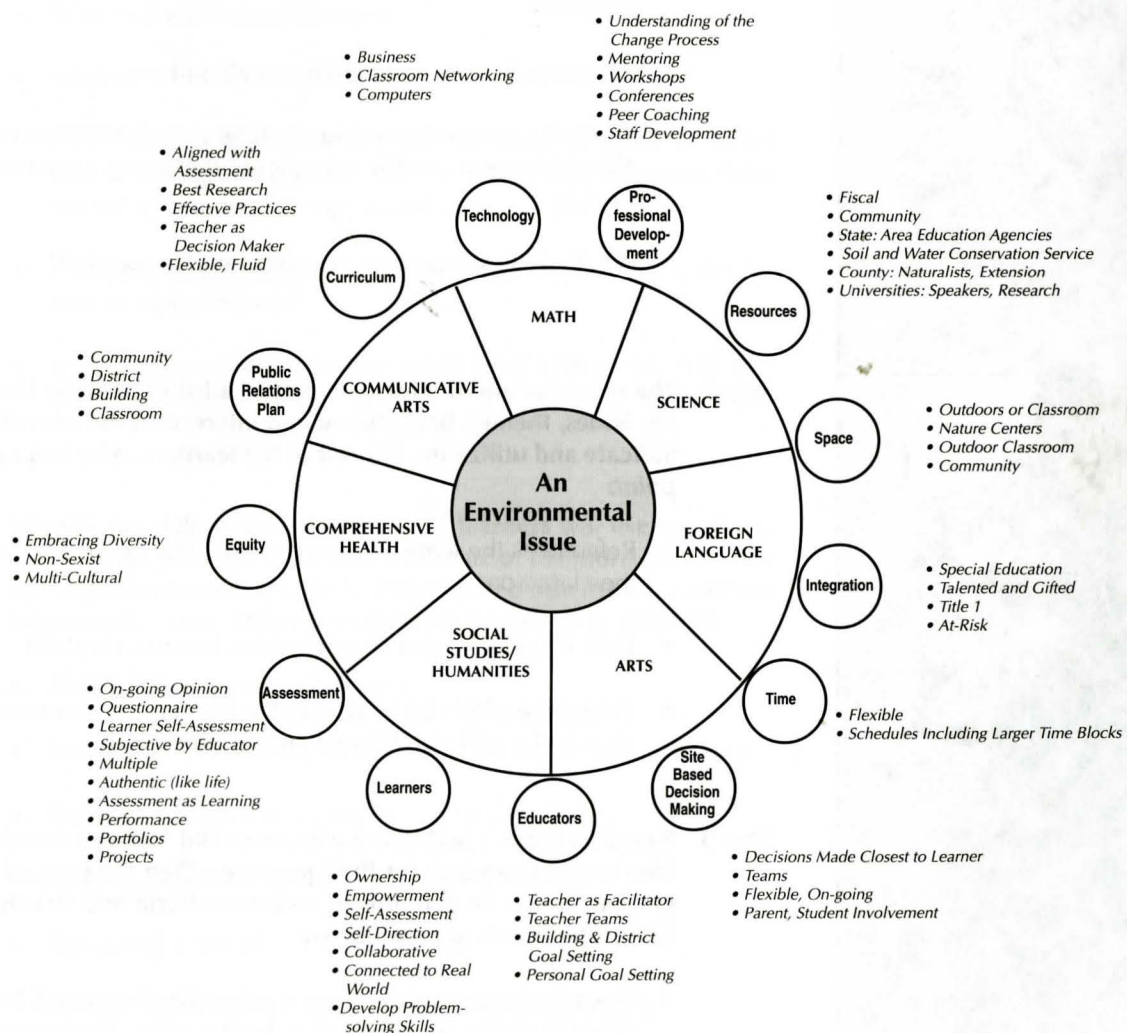 • Business
• Classroom Networking
• Computers
• Understanding of the
Change Process
• Mentoring
• Workshops
• Conferences
• Peer Coaching
• Staff Development
• Aligned with
Assessment
• Best Research
• Effective Practices
• Teacher as
Decision Maker
•Flexible, Fluid
Technology
Pro-
fessional
Develop-
ment
• Fiscal
• Community
• State: Area Education Agencies
• Soil and Water Conservation Service
• County: Naturalists, Extension
• Universities: Speakers, Research
Curriculum
Resources
MATH
• Community
• District
• Building
• Classroom
Public
Relations
Plan
COMMUNICATIVE
ARTS
SCIENCE
Space
• Outdoors or Classroom
• Nature Centers
• Outdoor Classroom
• Community
An
Environmental
Issue
• Embracing Diversity
• Non-Sexist
• Multi-Cultural
Equity
COMPREHENSIVE
HEALTH
FOREIGN
LANGUAGE
Integration
• Special Education
• Talented and Gifted
• Title 1
• At-Risk
SOCIAL
STUDIES/
HUMANITIES
ARTS
Assessment
Time
• On-going Opinion
• Questionnaire
• Learner Self-Assessment
• Subjective by Educator
• Multiple
• Authentic (like life)
• Assessment as Learning
• Performance
• Portfolios
• Projects
• Flexible
• Schedules Including Larger Time Blocks
Learners
Educators
Site
Based
Decision
Making
• Ownership
• Empowerment
• Self-Assessment
• Self-Direction
• Collaborative
• Connected to Real
World
•Develop Problem-
solving Skills
• Teacher as Facilitator
• Teacher Teams
• Building & District
Goal Setting
• Personal Goal Setting
• Decisions Made Closest to Learner
• Teams
• Flexible, On-going
• Parent, Student Involvement